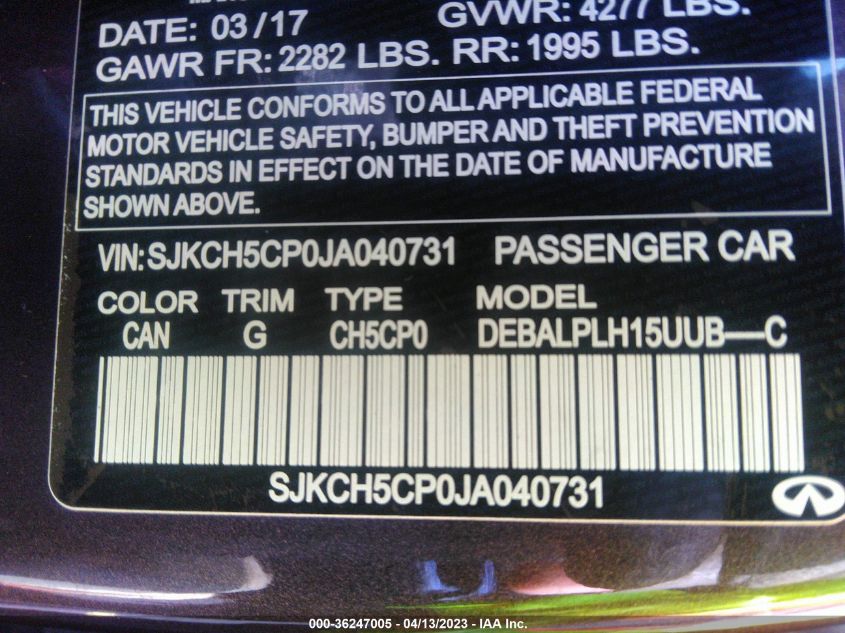 DATE: 03/17 GVWR: 4277 LBS.
GAWR FR: 2282 LBS. RR: 1995 LBS.
THIS VEHICLE CONFORMS TO ALL APPLICABLE FEDERAL
MOTOR VEHICLE SAFETY, BUMPER AND THEFT PREVENTION
STANDARDS IN EFFECT ON THE DATE OF MANUFACTURE
SHOWN ABOVE.
VIN: SJKCH5CP0JA040731 PASSENGER CAR
COLOR TRIM TYPE MODEL
CAN G CH5CP0 DEBALPLH15UUB—C
SJKCH5CP0JA040731
000-36247005 - 04/13/2023 - IAA Inc.